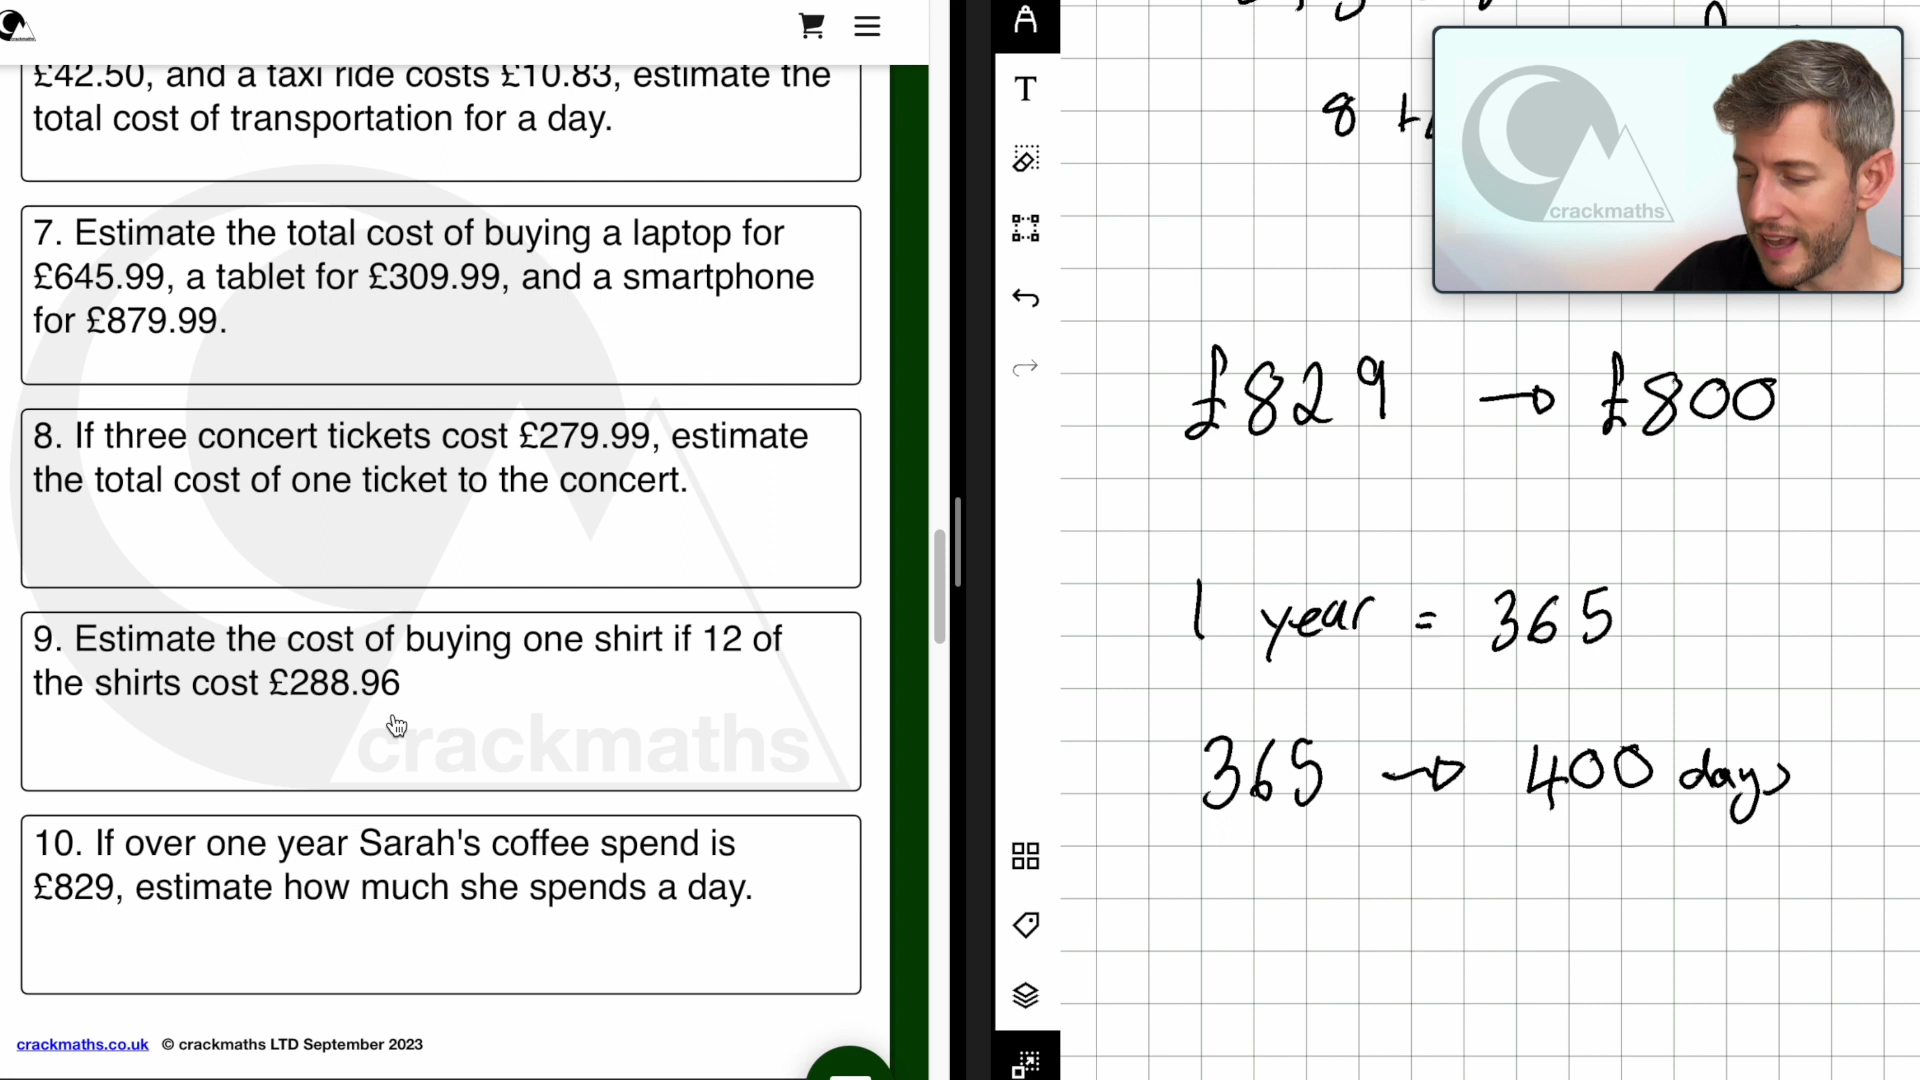 £42.50, and a taxi ride costs £10.83, estimate the
total cost of transportation for a day.
7. Estimate the total cost of buying a laptop for
£645.99, a tablet for £309.99, and a smartphone
for £879.99.
8. If three concert tickets cost £279.99, estimate
the total cost of one ticket to the concert.
9. Estimate the cost of buying one shirt if 12 of
the shirts cost £288.96
crackmaths
10. If over one year Sarah's coffee spend is
£829, estimate how much she spends a day.
crackmaths.co.uk © crackmaths LTD September 2023
T
8
crackmaths
£829 → £800
1 year = 365
365 → 400 days